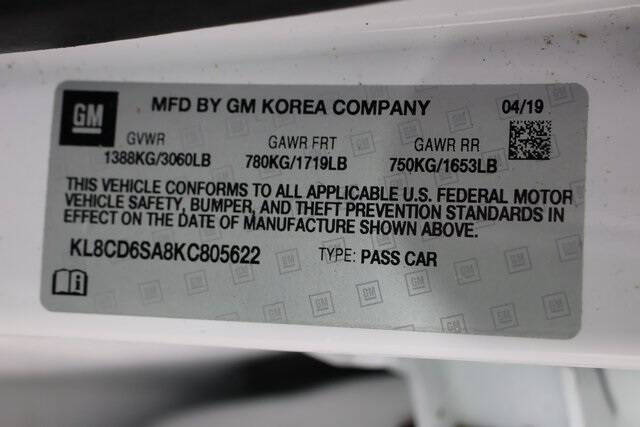 GM MFD BY GM KOREA COMPANY 04/19
GVWR GAWR FRT GAWR RR
1388KG/3060LB 780KG/1719LB 750KG/1653LB
THIS VEHICLE CONFORMS TO ALL APPLICABLE U.S. FEDERAL MOTOR
VEHICLE SAFETY, BUMPER, AND THEFT PREVENTION STANDARDS IN
EFFECT ON THE DATE OF MANUFACTURE SHOWN ABOVE.
KL8CD6SA8KC805622 TYPE: PASS CAR